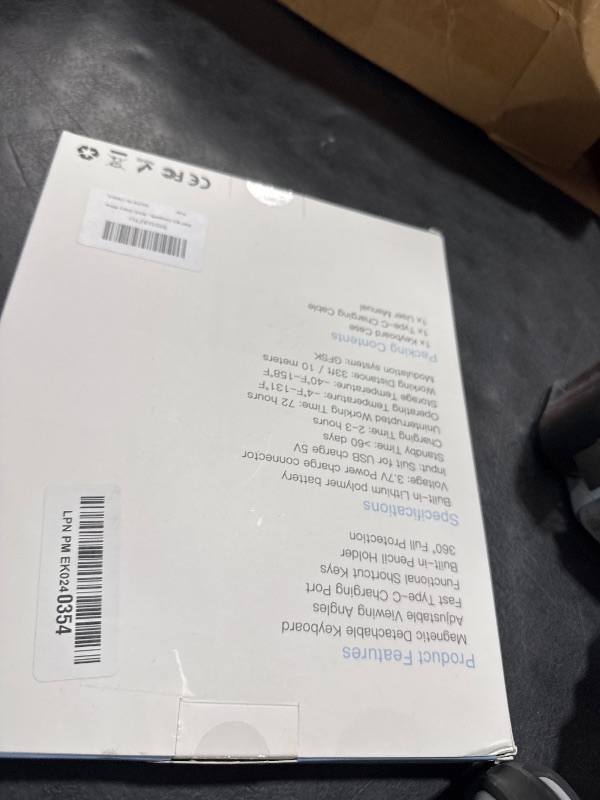 Product Features
Magnetic Detachable Keyboard
Adjustable Viewing Angles
Fast Type-C Charging Port
Functional Shortcut Keys
Built-in Pencil Holder
360° Full Protection
Specifications
Built-in Lithium polymer battery
Voltage: 3.7V Power charge connector
Input: Suit for USB charge 5V
Standby Time: >60 days
Charging Time: 2-3 hours
Uninterrupted Working Time: 72 hours
Operating Temperature: -4°F-131°F
Storage Temperature: -40°F-158°F
Working Distance: 33ft / 10 meters
Modulation system: GFSK
Packing Contents
1x Keyboard Case
1x Type-C Charging Cable
1x User Manual
CE FC
LPN PM EK024 0354